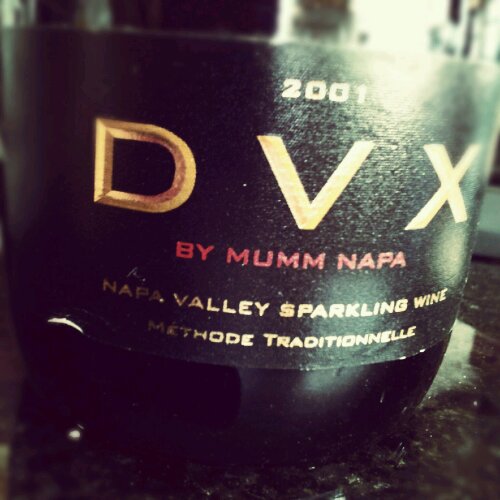 2001
DVX
BY MUMM NAPA
NAPA VALLEY SPARKLING WINE
MÉTHODE TRADITIONNELLE